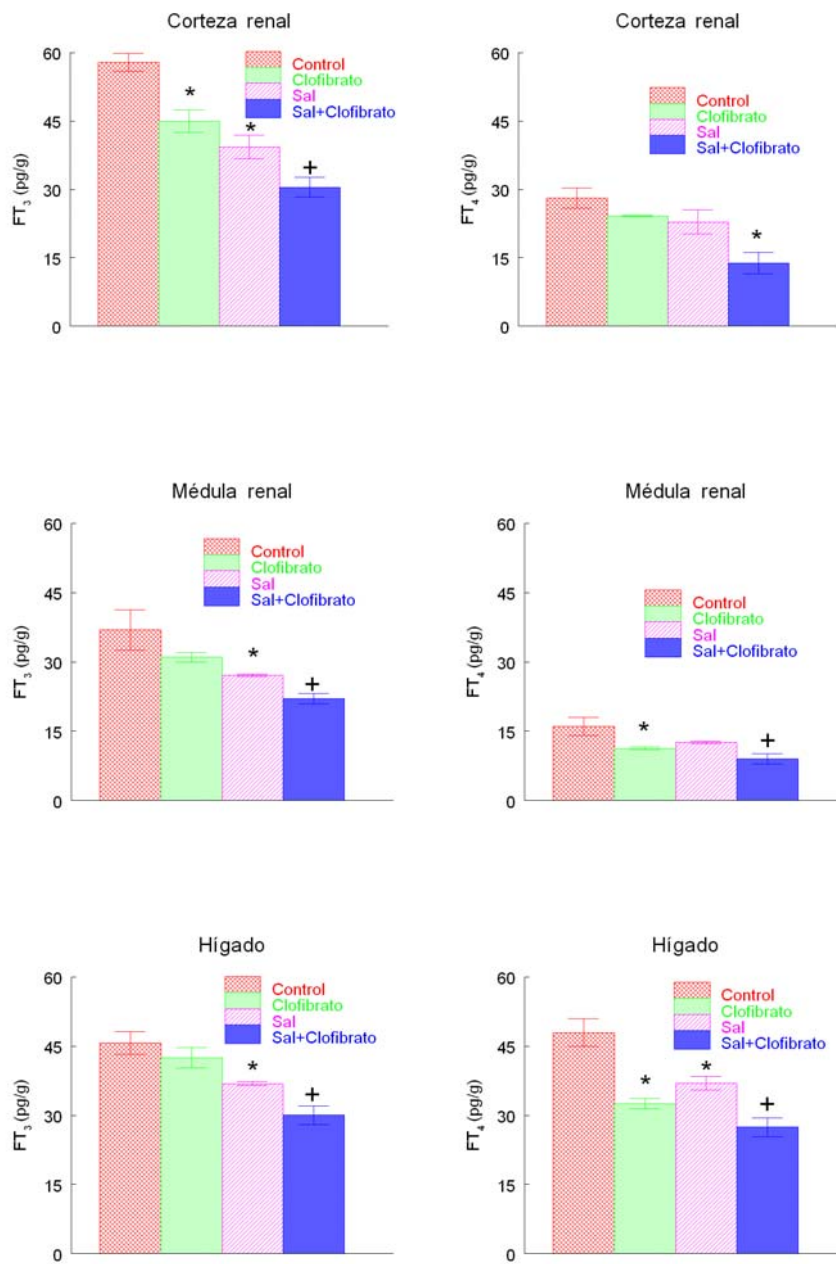 Corteza renal
60
45
30
15
0
FT3 (pg/g)
Control
Clofibrato
Sal
Sal+Clofibrato
*
*
+
Corteza renal
60
45
30
15
0
FT4 (pg/g)
Control
Clofibrato
Sal
Sal+Clofibrato
*
Médula renal
60
45
30
15
0
FT3 (pg/g)
Control
Clofibrato
Sal
Sal+Clofibrato
*
+
Médula renal
60
45
30
15
0
FT4 (pg/g)
Control
Clofibrato
Sal
Sal+Clofibrato
*
+
Hígado
60
45
30
15
0
FT3 (pg/g)
Control
Clofibrato
Sal
Sal+Clofibrato
*
+
Hígado
60
45
30
15
0
FT4 (pg/g)
Control
Clofibrato
Sal
Sal+Clofibrato
*
*
+